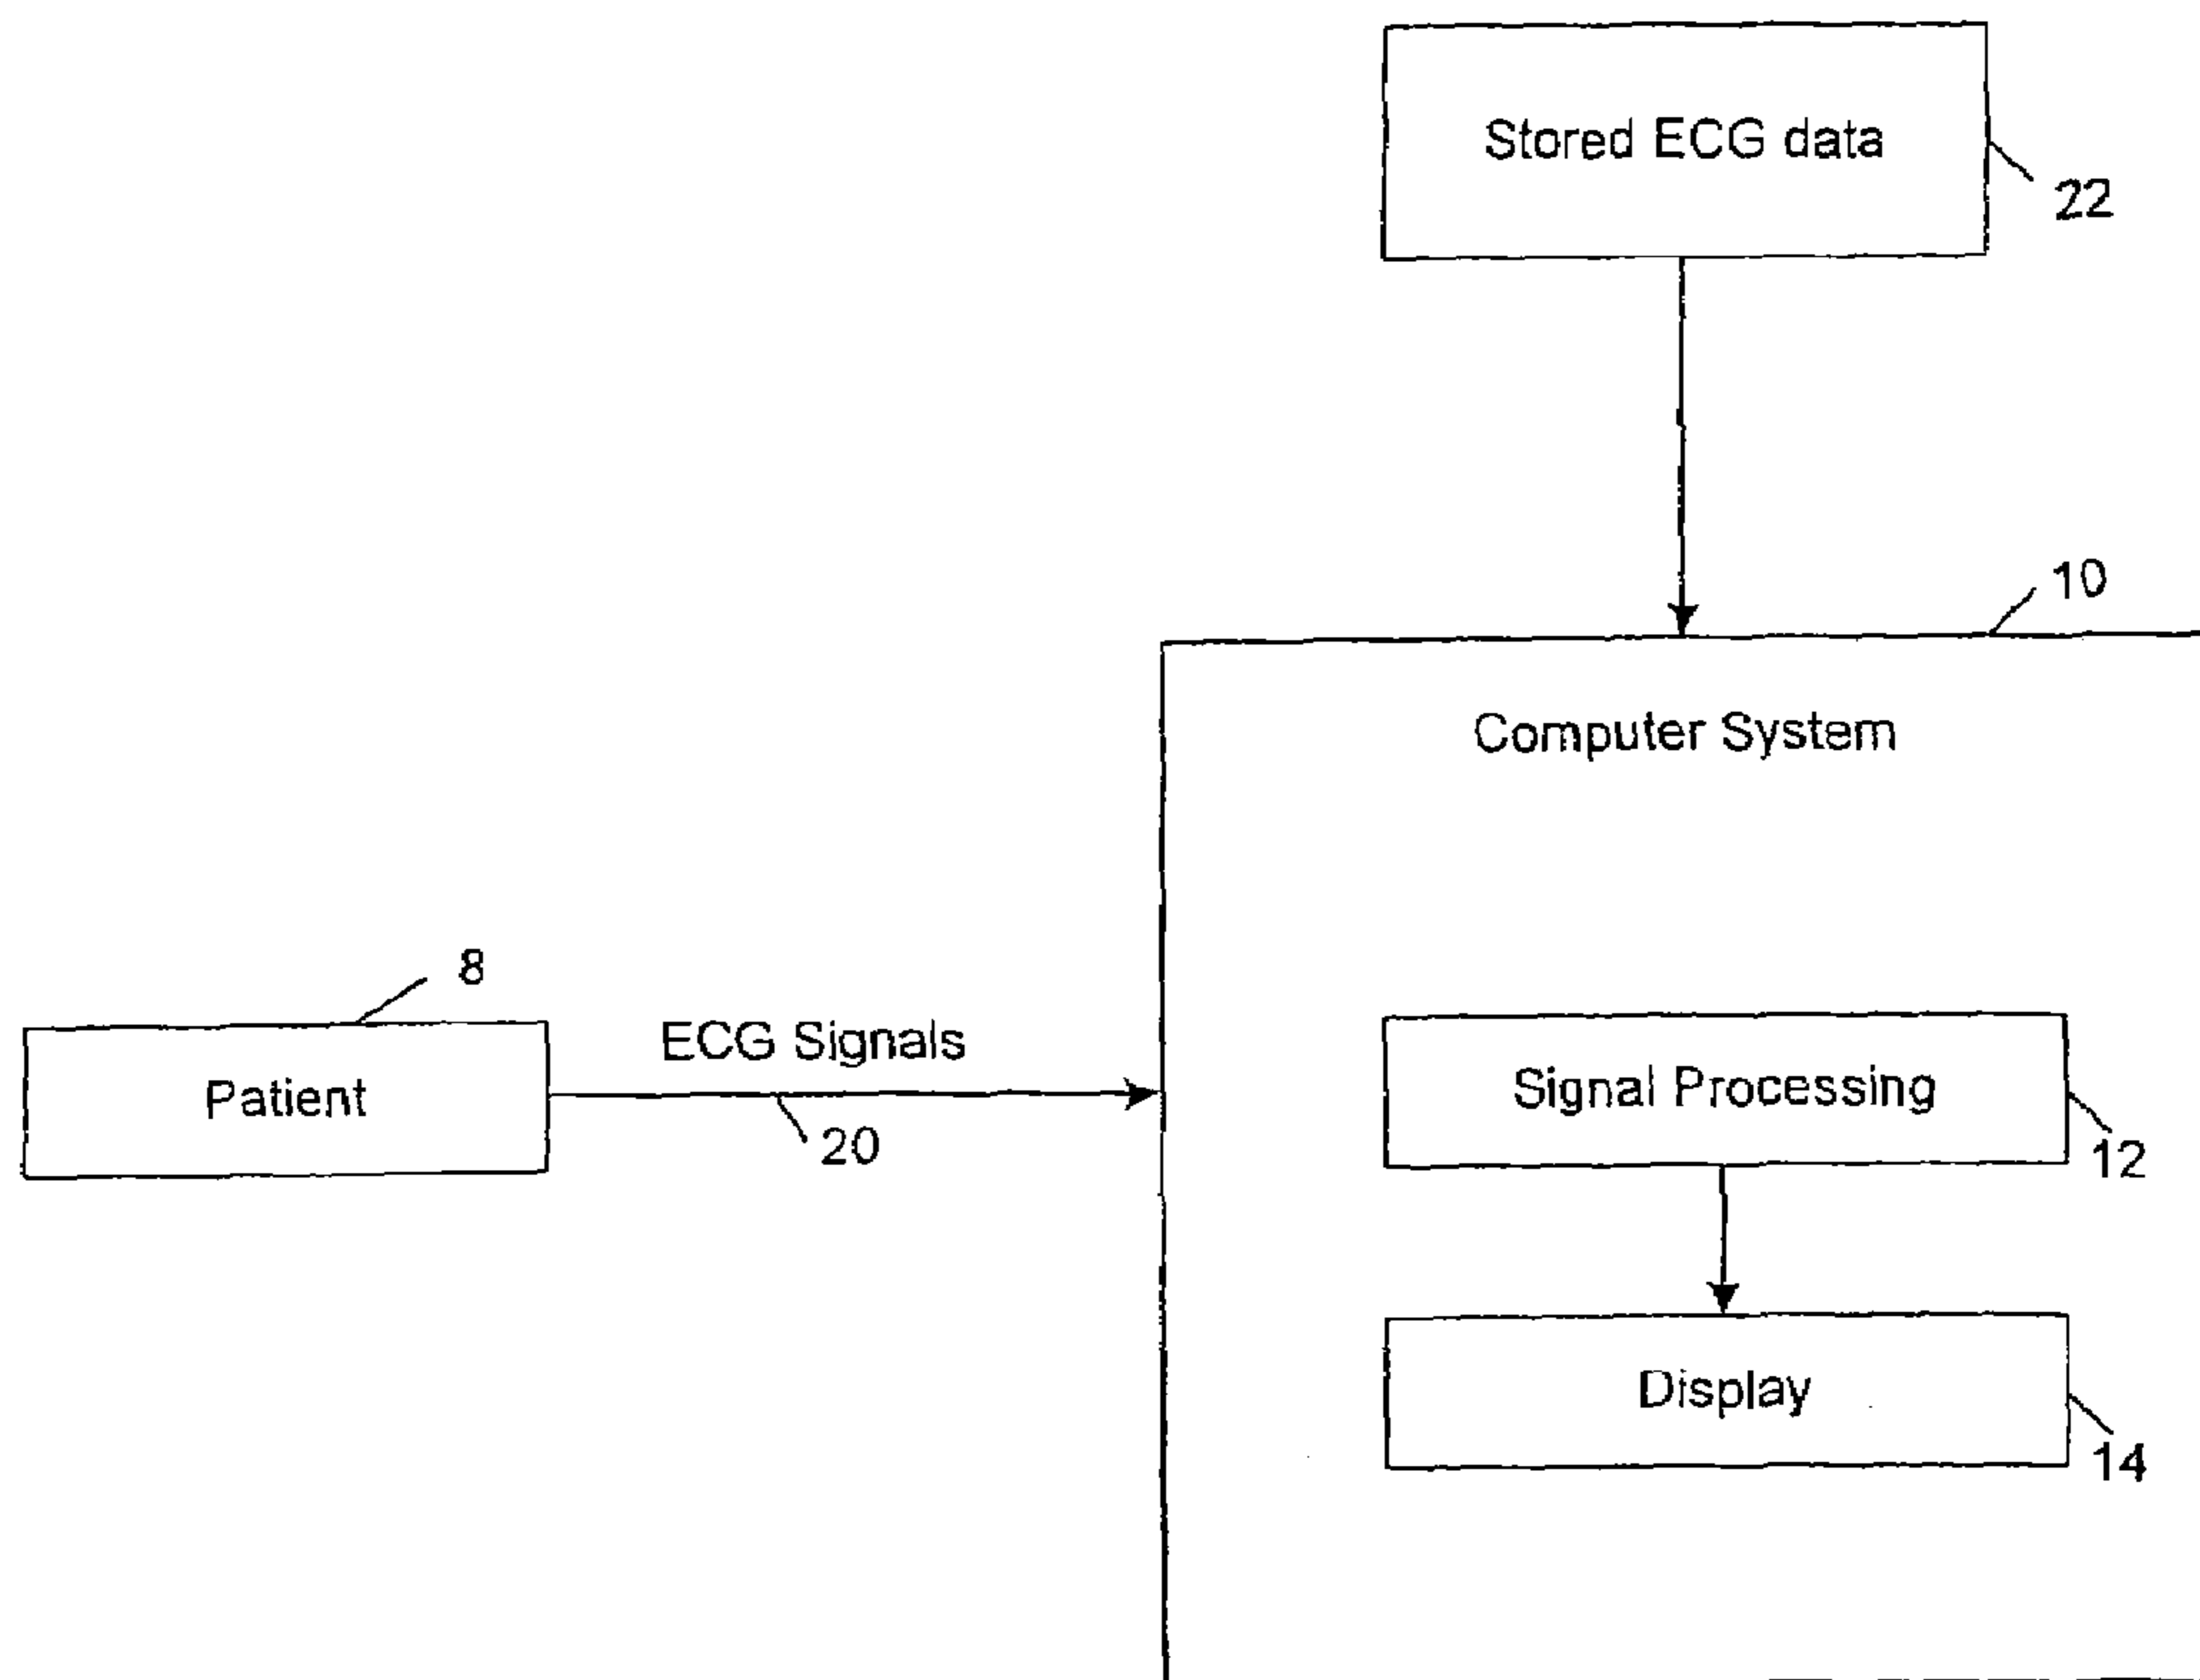 Stored ECG data
22
10
Computer System
8
ECG Signals
Patient
20
Signal Processing
12
Display
14